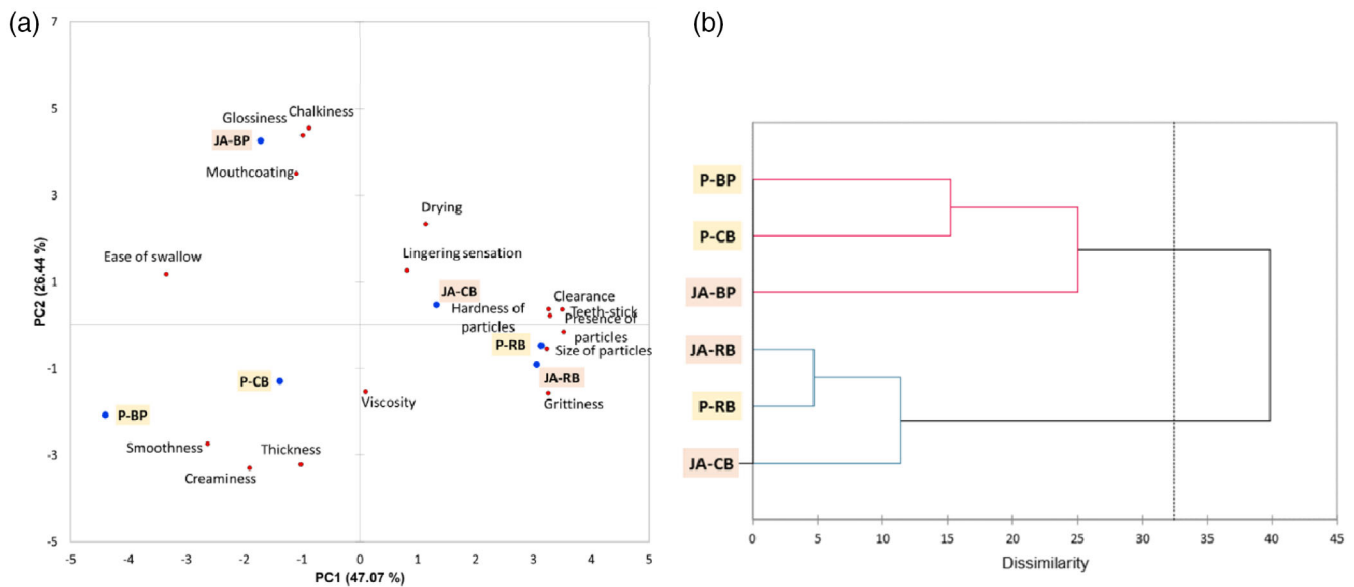 (a)
7
5
3
1
-1
-3
-5
PC2 (26.44 %)
Glossiness
Chalkiness
JA-BP
Mouthcoating
Drying
Ease of swallow
Lingering sensation
JA-CB
Hardness of
particles
Clearance
Teeth-stick
Presence of
particles
P-RB
Size of particles
JA-RB
Grittiness
P-CB
Viscosity
P-BP
Smoothness
Thickness
Creaminess
-5 -4 -3 -2 -1 0 1 2 3 4 5
PC1 (47.07 %)
(b)
P-BP
P-CB
JA-BP
JA-RB
P-RB
JA-CB
0 5 10 15 20 25 30 35 40 45
Dissimilarity